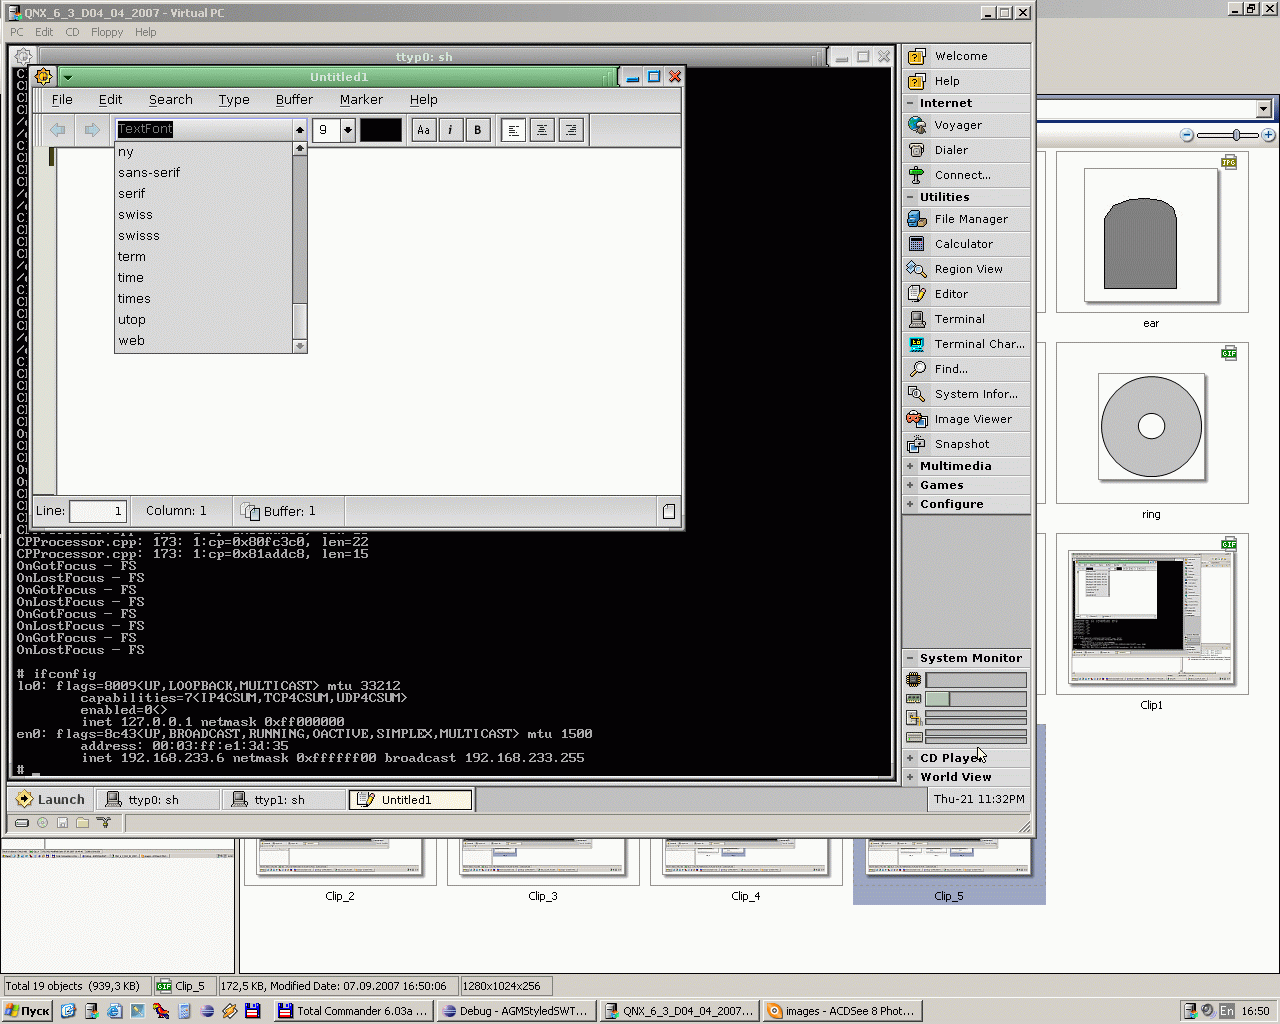 QNX_6_3_D04_04_2007 - Virtual PC
PC Edit CD Floppy Help
ttyp0: sh
Untitled1
File Edit Search Type Buffer Marker Help
TextFont 9 Aa i B
ny
sans-serif
serif
swiss
swisss
term
time
times
utop
web
Line: 1 Column: 1 Buffer: 1
CPProcessor.cpp: 173: 1:cp=0x80fc3c0, len=22
CPProcessor.cpp: 173: 1:cp=0x81addc8, len=15
OnGotFocus - FS
OnLostFocus - FS
OnGotFocus - FS
OnLostFocus - FS
OnGotFocus - FS
OnLostFocus - FS
OnGotFocus - FS
OnLostFocus - FS
# ifconfig
lo0: flags=8009<UP,LOOPBACK,MULTICAST> mtu 33212
capabilities=7<IP4CSUM,TCP4CSUM,UDP4CSUM>
enabled=0<>
inet 127.0.0.1 netmask 0xff000000
en0: flags=8c43<UP,BROADCAST,RUNNING,OACTIVE,SIMPLEX,MULTICAST> mtu 1500
address: 00:03:ff:e1:3d:35
inet 192.168.233.6 netmask 0xffffff00 broadcast 192.168.233.255
# _
Welcome
Help
- Internet
Voyager
Dialer
Connect...
- Utilities
File Manager
Calculator
Region View
Editor
Terminal
Terminal Char...
Find...
System Infor...
Image Viewer
Snapshot
+ Multimedia
+ Games
+ Configure
- System Monitor
+ CD Player
+ World View
Launch ttyp0: sh ttyp1: sh Untitled1 Thu-21 11:32PM
JPG
ear
GIF
ring
GIF
Clip1
Clip_2 Clip_3 Clip_4 Clip_5
Total 19 objects (939,3 KB) GIF Clip_5 172,5 KB, Modified Date: 07.09.2007 16:50:06 1280x1024x256
Пуск Total Commander 6.03a ... Debug - AGMStyledSWT... QNX_6_3_D04_04_2007... images - ACDSee 8 Phot... En 16:50